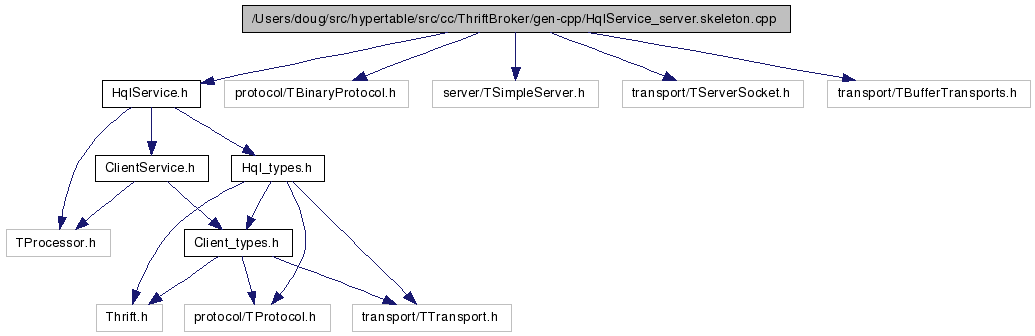 /Users/doug/src/hypertable/src/cc/ThriftBroker/gen-cpp/HqlService_server.skeleton.cpp
HqlService.h
protocol/TBinaryProtocol.h
server/TSimpleServer.h
transport/TServerSocket.h
transport/TBufferTransports.h
ClientService.h
Hql_types.h
TProcessor.h
Client_types.h
Thrift.h
protocol/TProtocol.h
transport/TTransport.h